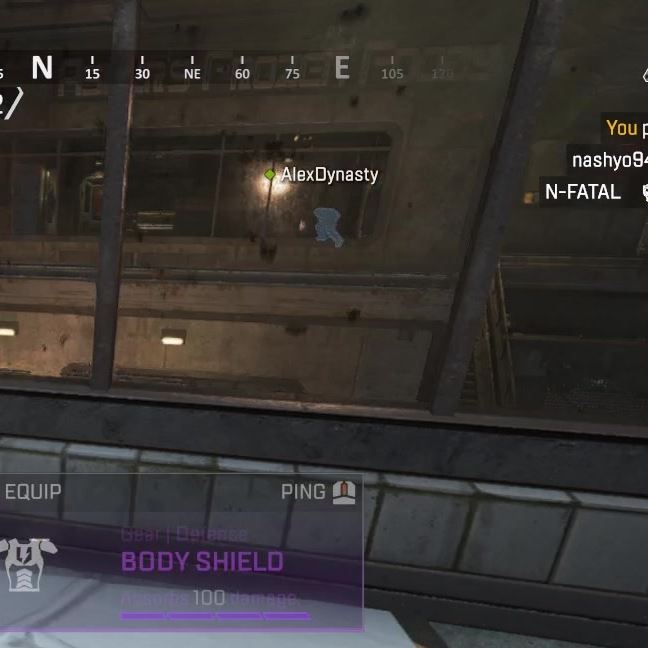 N 15 30 NE 60 75 E 105 120
AlexDynasty
You
nashyo94
N-FATAL
EQUIP PING
Gear | Defense
BODY SHIELD
Absorbs 100 damage.